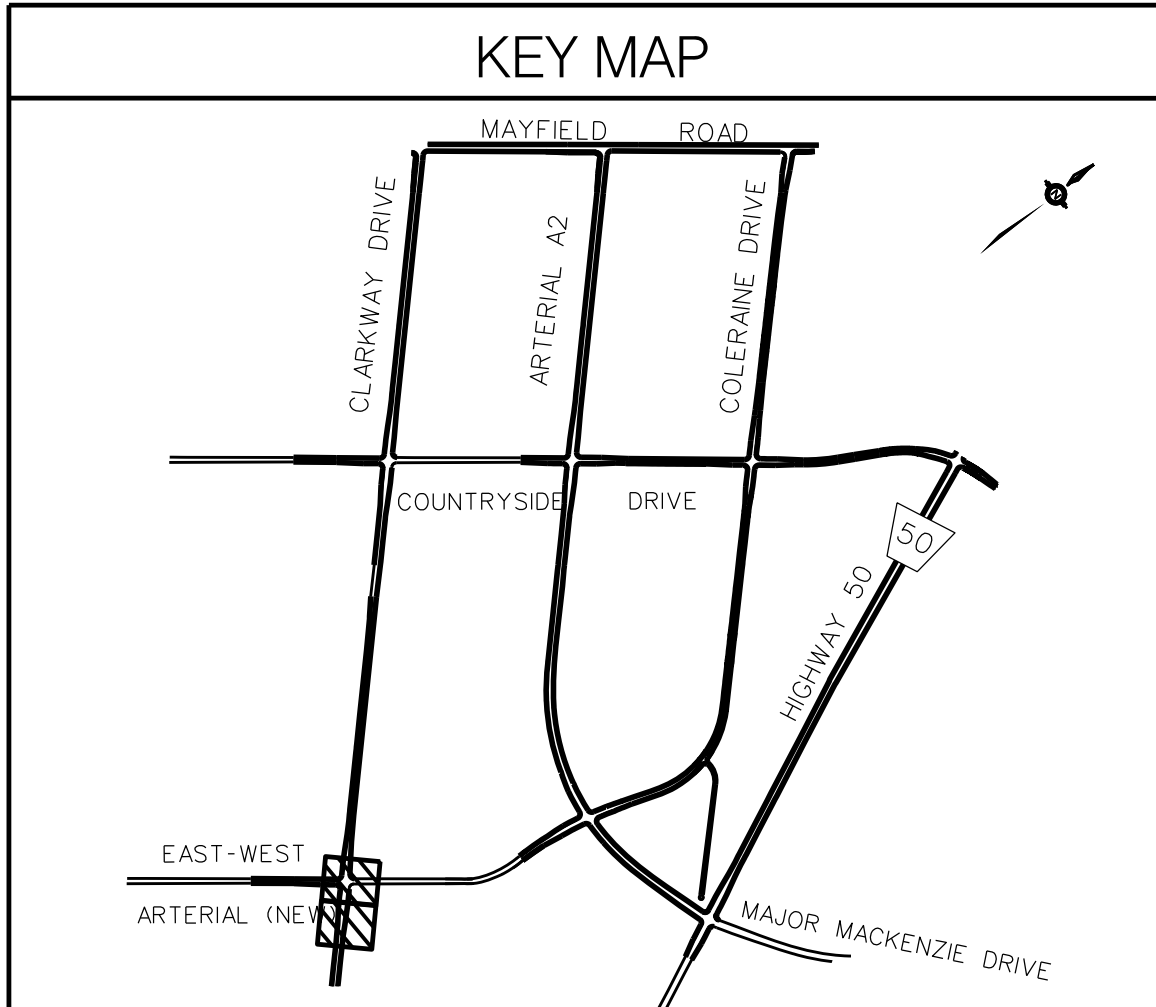 KEY MAP
MAYFIELD ROAD
CLARKWAY DRIVE
ARTERIAL A2
COLERAINE DRIVE
N
COUNTRYSIDE DRIVE
50
HIGHWAY 50
EAST-WEST
ARTERIAL (NEW)
MAJOR MACKENZIE DRIVE